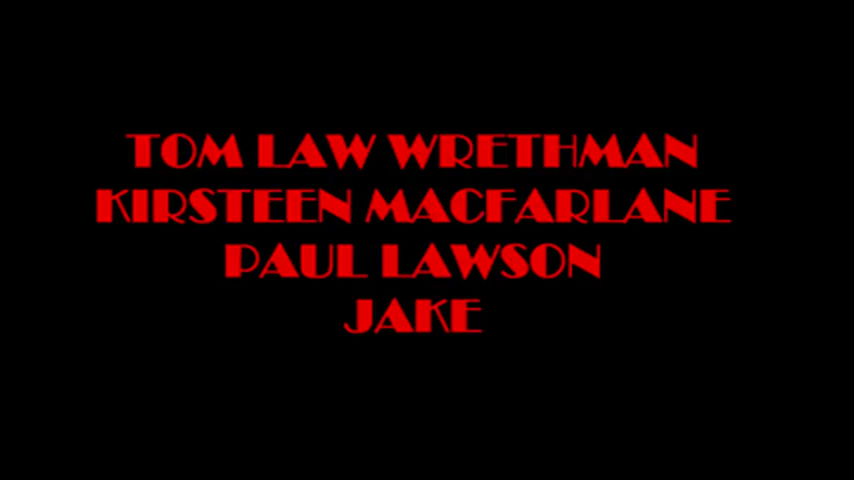 TOM LAW WRETHMAN
KIRSTEEN MACFARLANE
PAUL LAWSON
JAKE